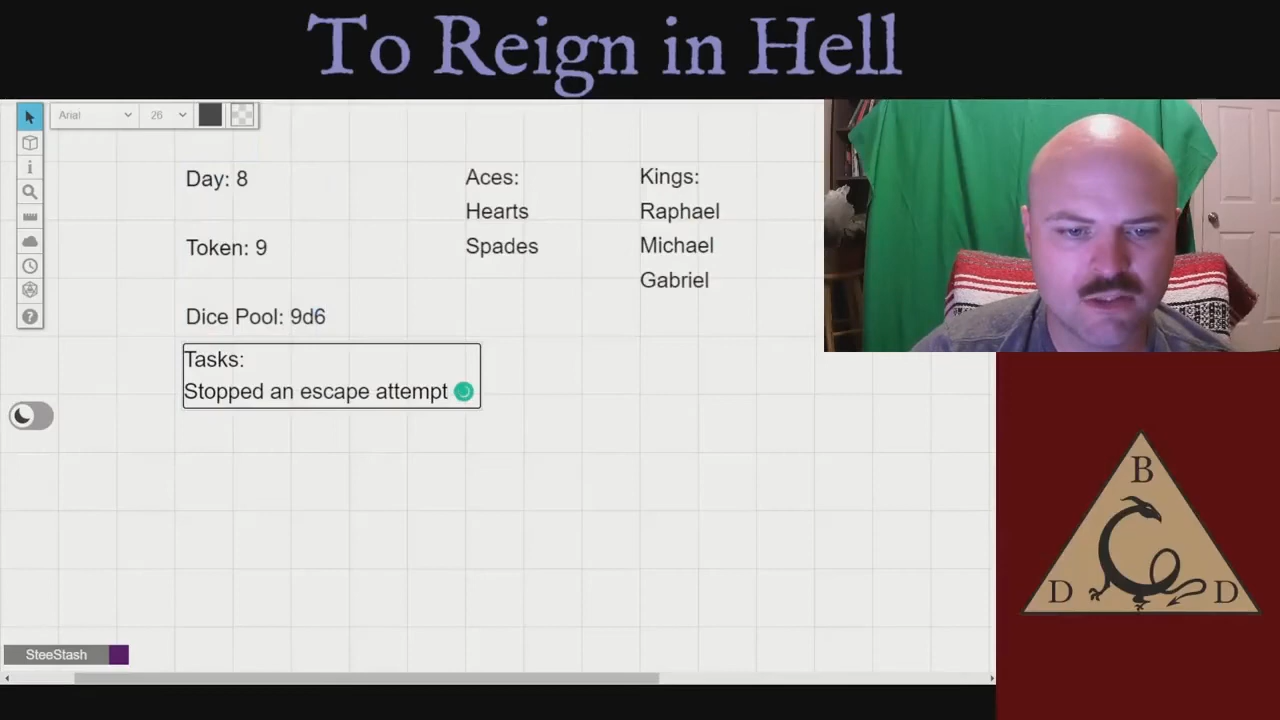 To Reign in Hell
Arial
26
Day: 8
Token: 9
Dice Pool: 9d6
Tasks:
Stopped an escape attempt
Aces:
Hearts
Spades
Kings:
Raphael
Michael
Gabriel
SteeStash
B
D
D